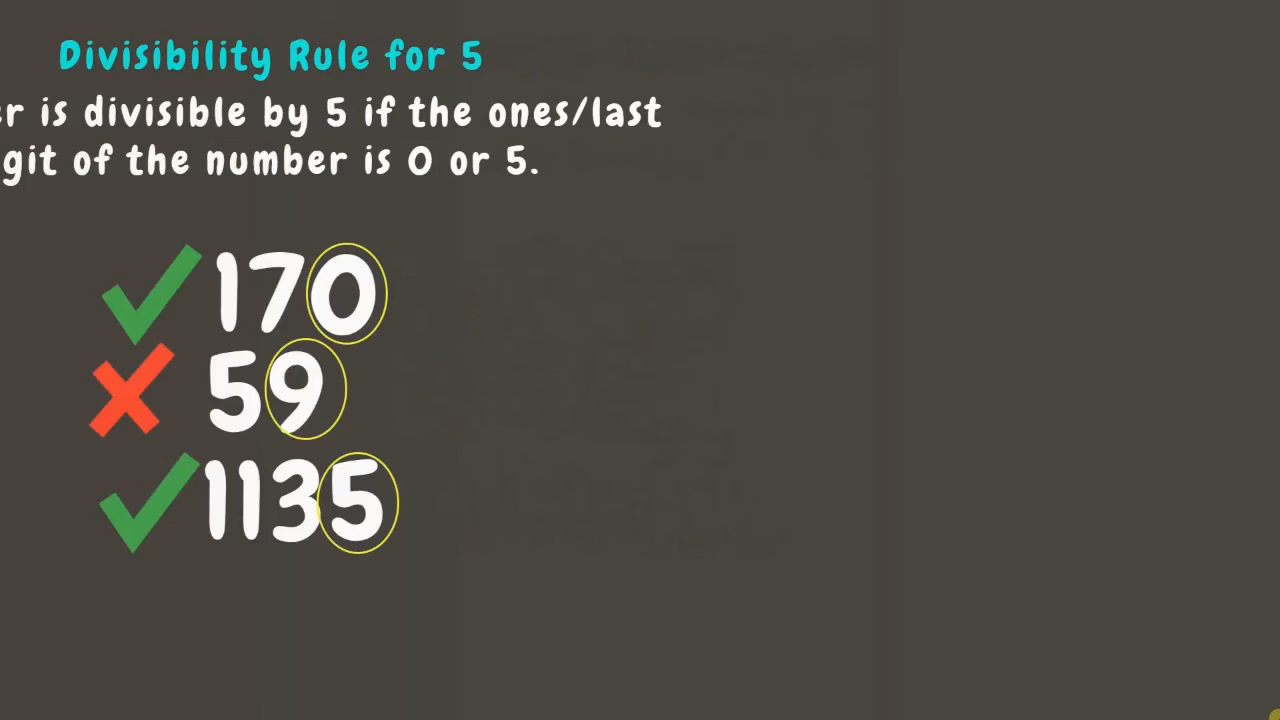 Divisibility Rule for 5
er is divisible by 5 if the ones/last
git of the number is 0 or 5.
170
59
1135